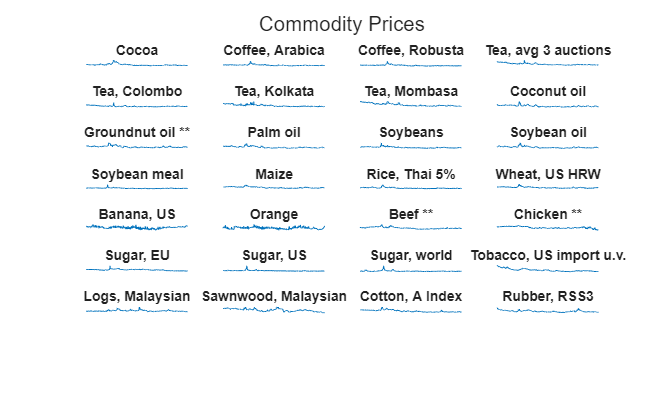 Commodity Prices
Cocoa Coffee, Arabica Coffee, Robusta Tea, avg 3 auctions
Tea, Colombo Tea, Kolkata Tea, Mombasa Coconut oil
Groundnut oil ** Palm oil Soybeans Soybean oil
Soybean meal Maize Rice, Thai 5% Wheat, US HRW
Banana, US Orange Beef ** Chicken **
Sugar, EU Sugar, US Sugar, world Tobacco, US import u.v.
Logs, Malaysian Sawnwood, Malaysian Cotton, A Index Rubber, RSS3